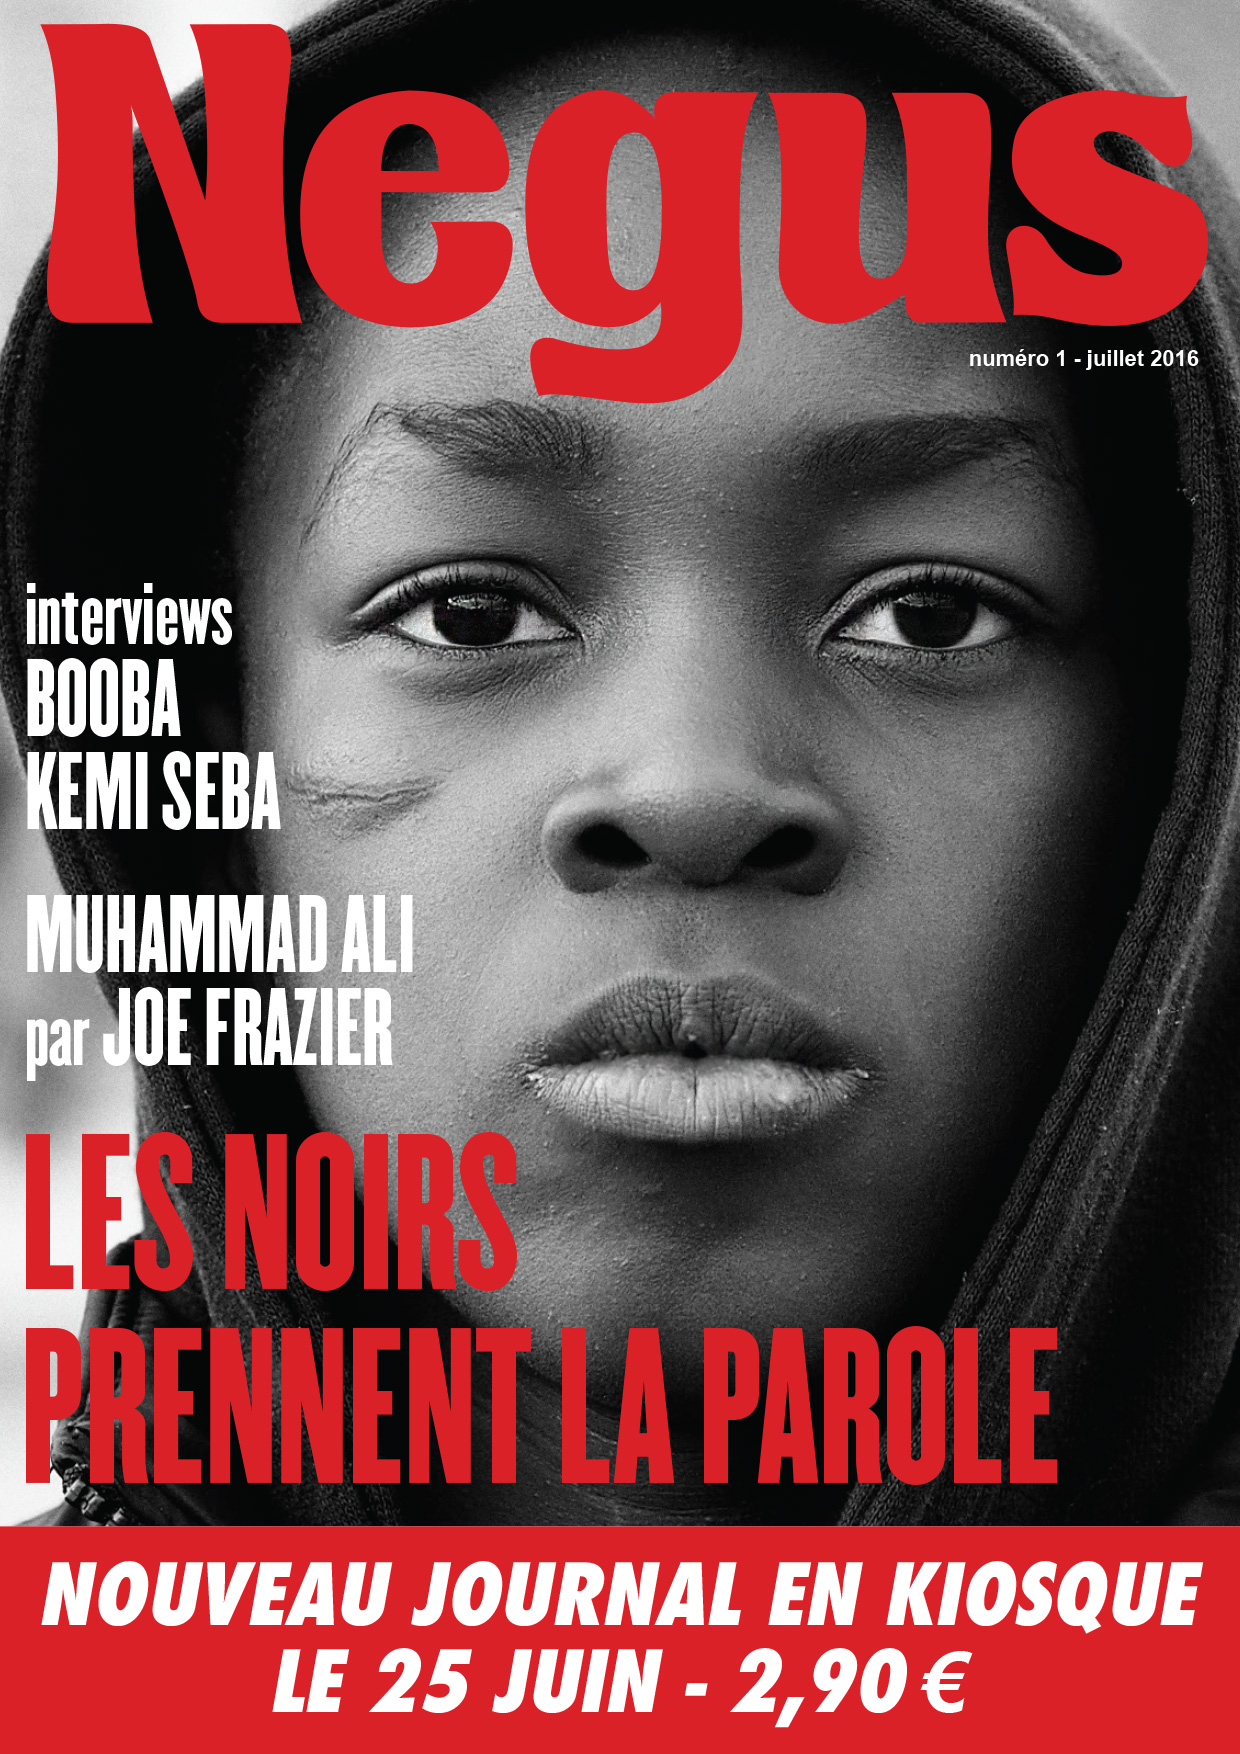 Negus
numéro 1 - juillet 2016
interviews
BOOBA
KEMI SEBA
MUHAMMAD ALI
par JOE FRAZIER
LES NOIRS
PRENNENT LA PAROLE
NOUVEAU JOURNAL EN KIOSQUE
LE 25 JUIN - 2,90 €